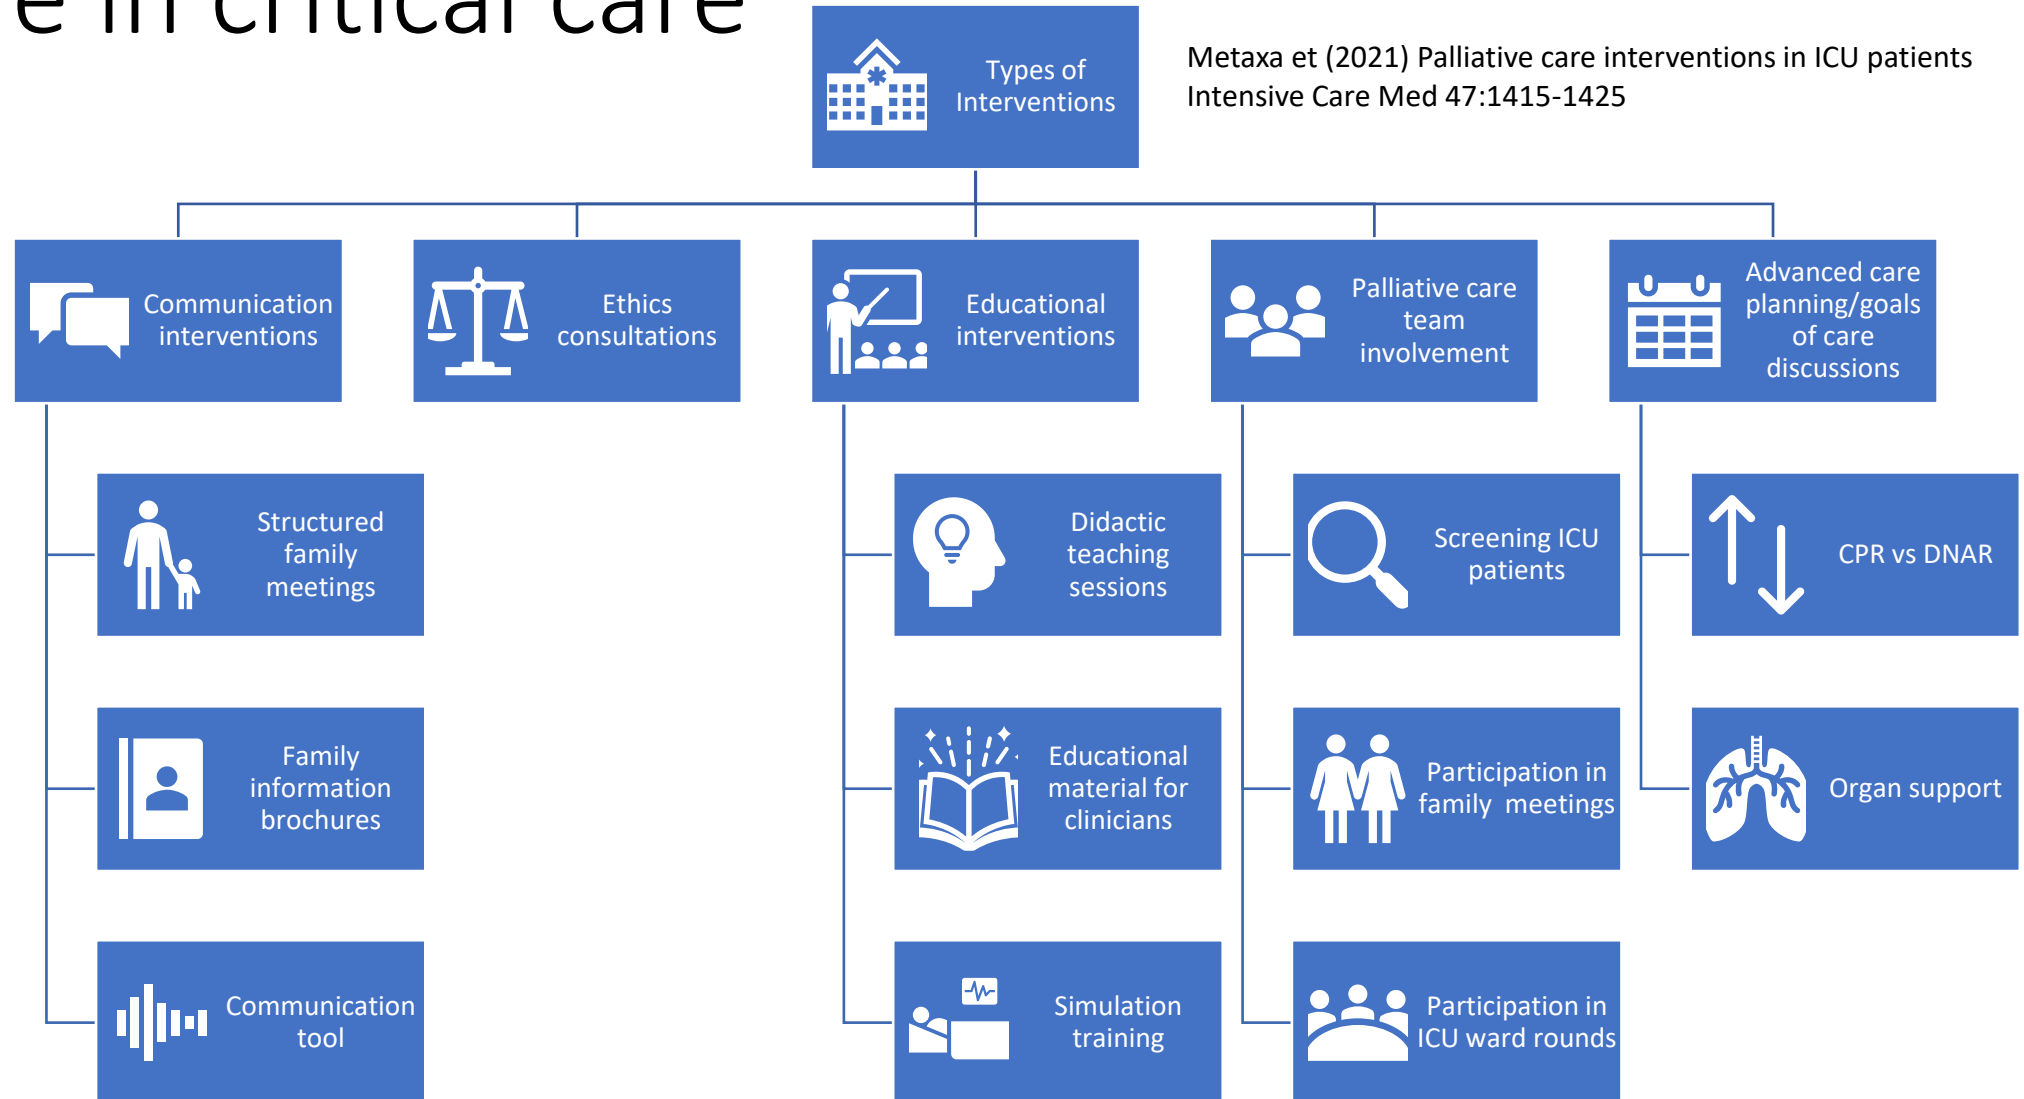 e in critical care
Types of
Interventions
Metaxa et (2021) Palliative care interventions in ICU patients
Intensive Care Med 47:1415-1425
Communication
interventions
Ethics
consultations
Educational
interventions
Palliative care
team
involvement
Advanced care
planning/goals
of care
discussions
Structured
family
meetings
Didactic
teaching
sessions
Screening ICU
patients
CPR vs DNAR
Family
information
brochures
Educational
material for
clinicians
Participation in
family  meetings
Organ support
Communication
tool
Simulation
training
Participation in
ICU ward rounds